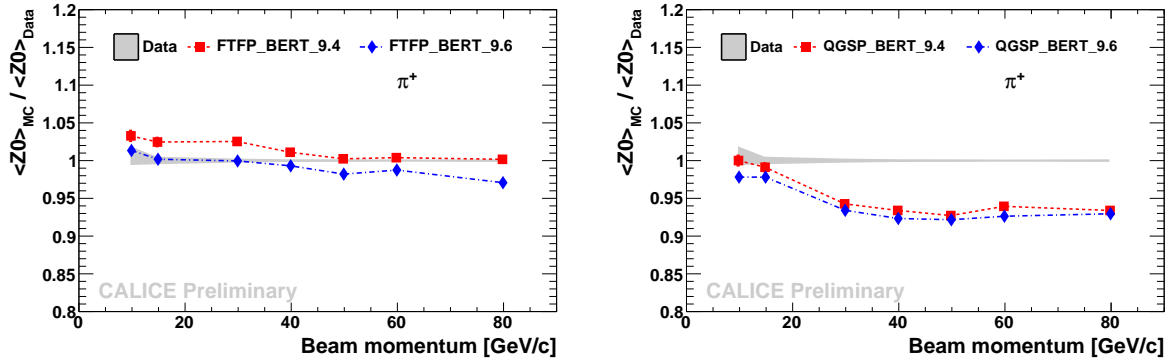 <Z0>MC / <Z0>Data
1.2
1.15
1.1
1.05
1
0.95
0.9
0.85
0.8
Data FTFP_BERT_9.4 FTFP_BERT_9.6
π+
CALICE Preliminary
0 20 40 60 80
Beam momentum [GeV/c]
<Z0>MC / <Z0>Data
1.2
1.15
1.1
1.05
1
0.95
0.9
0.85
0.8
Data QGSP_BERT_9.4 QGSP_BERT_9.6
π+
CALICE Preliminary
0 20 40 60 80
Beam momentum [GeV/c]